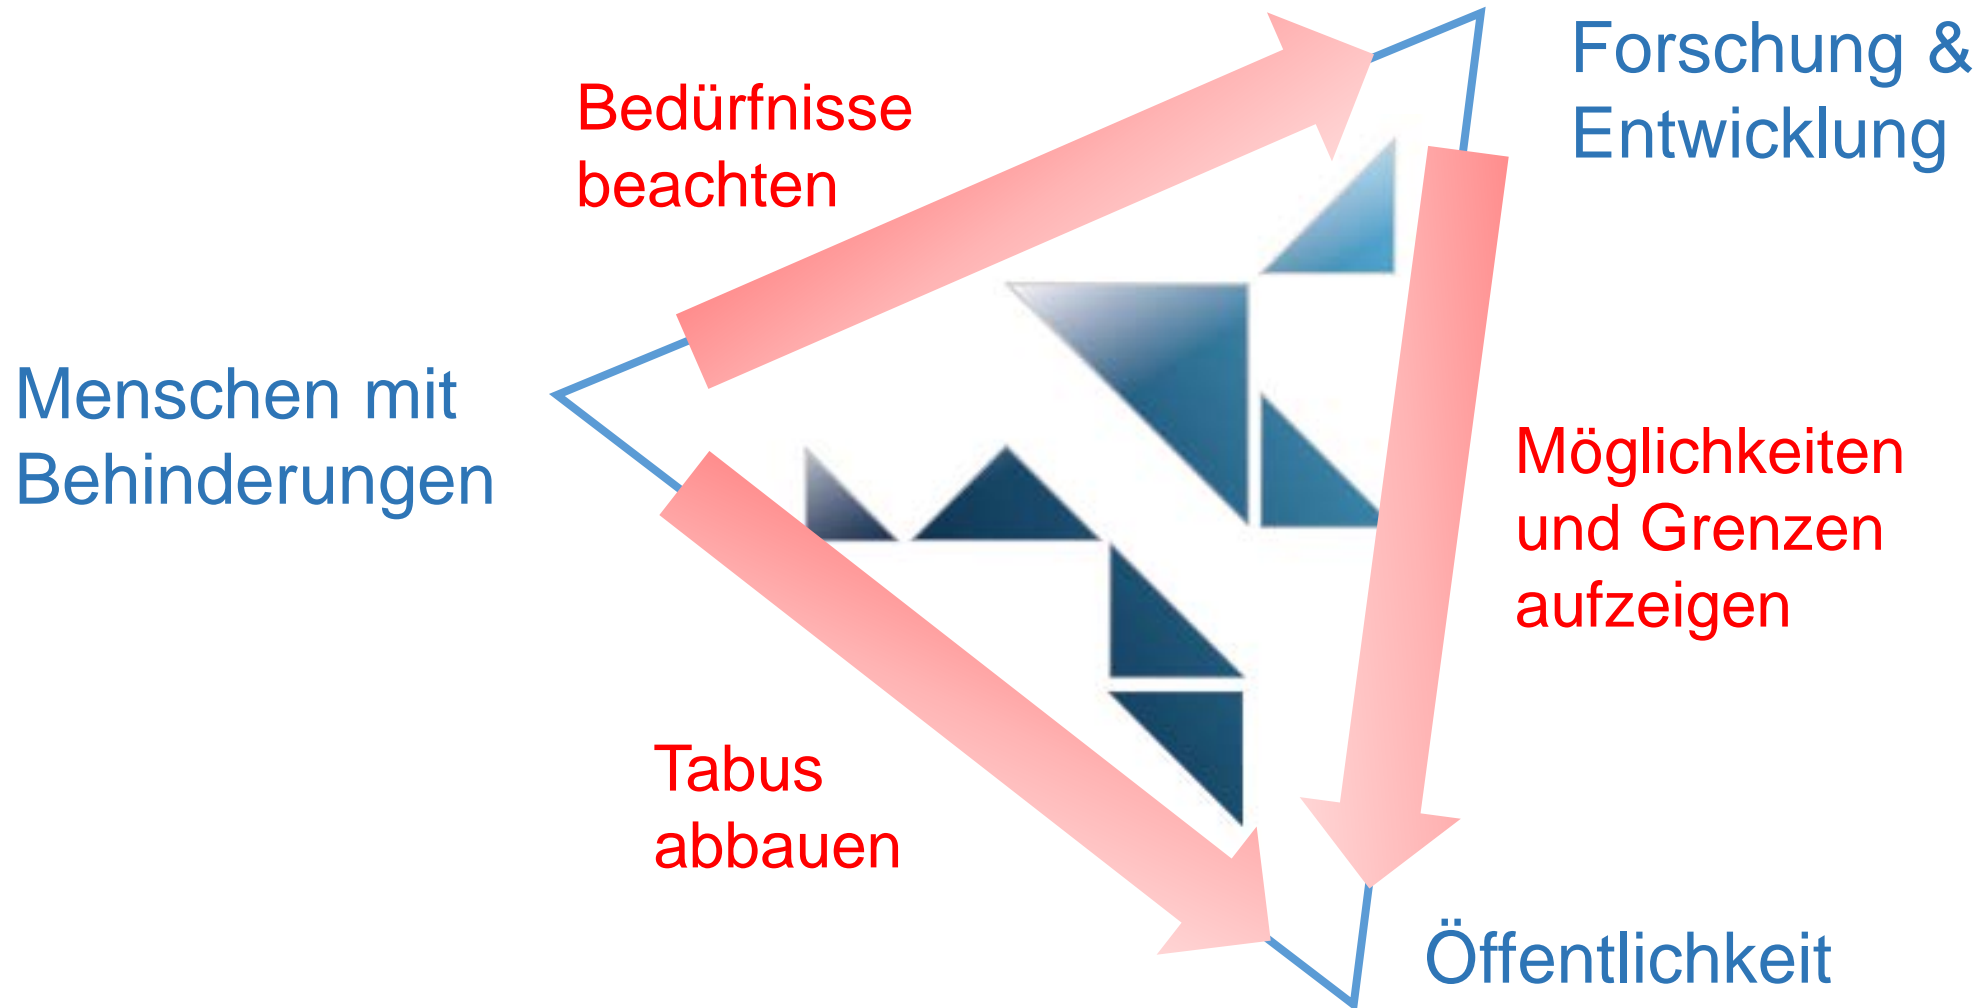 Forschung &
Entwicklung
Bedürfnisse
beachten
Menschen mit
Behinderungen
Möglichkeiten
und Grenzen
aufzeigen
Tabus
abbauen
Öffentlichkeit